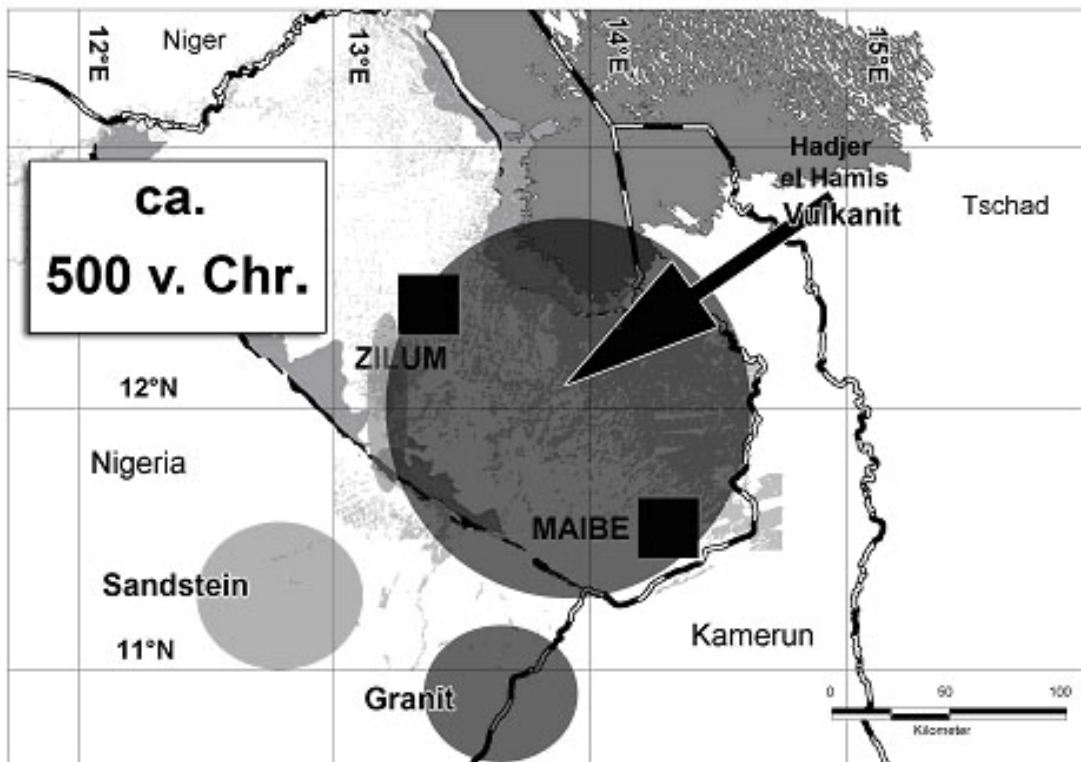 12°E
Niger
13°E
14°E
15°E
Hadjer
el Hamis
Vulkanit
Tschad
ca.
500 v. Chr.
ZILUM
12°N
Nigeria
MAIBE
Sandstein
11°N
Kamerun
Granit
0 50 100
Kilometer